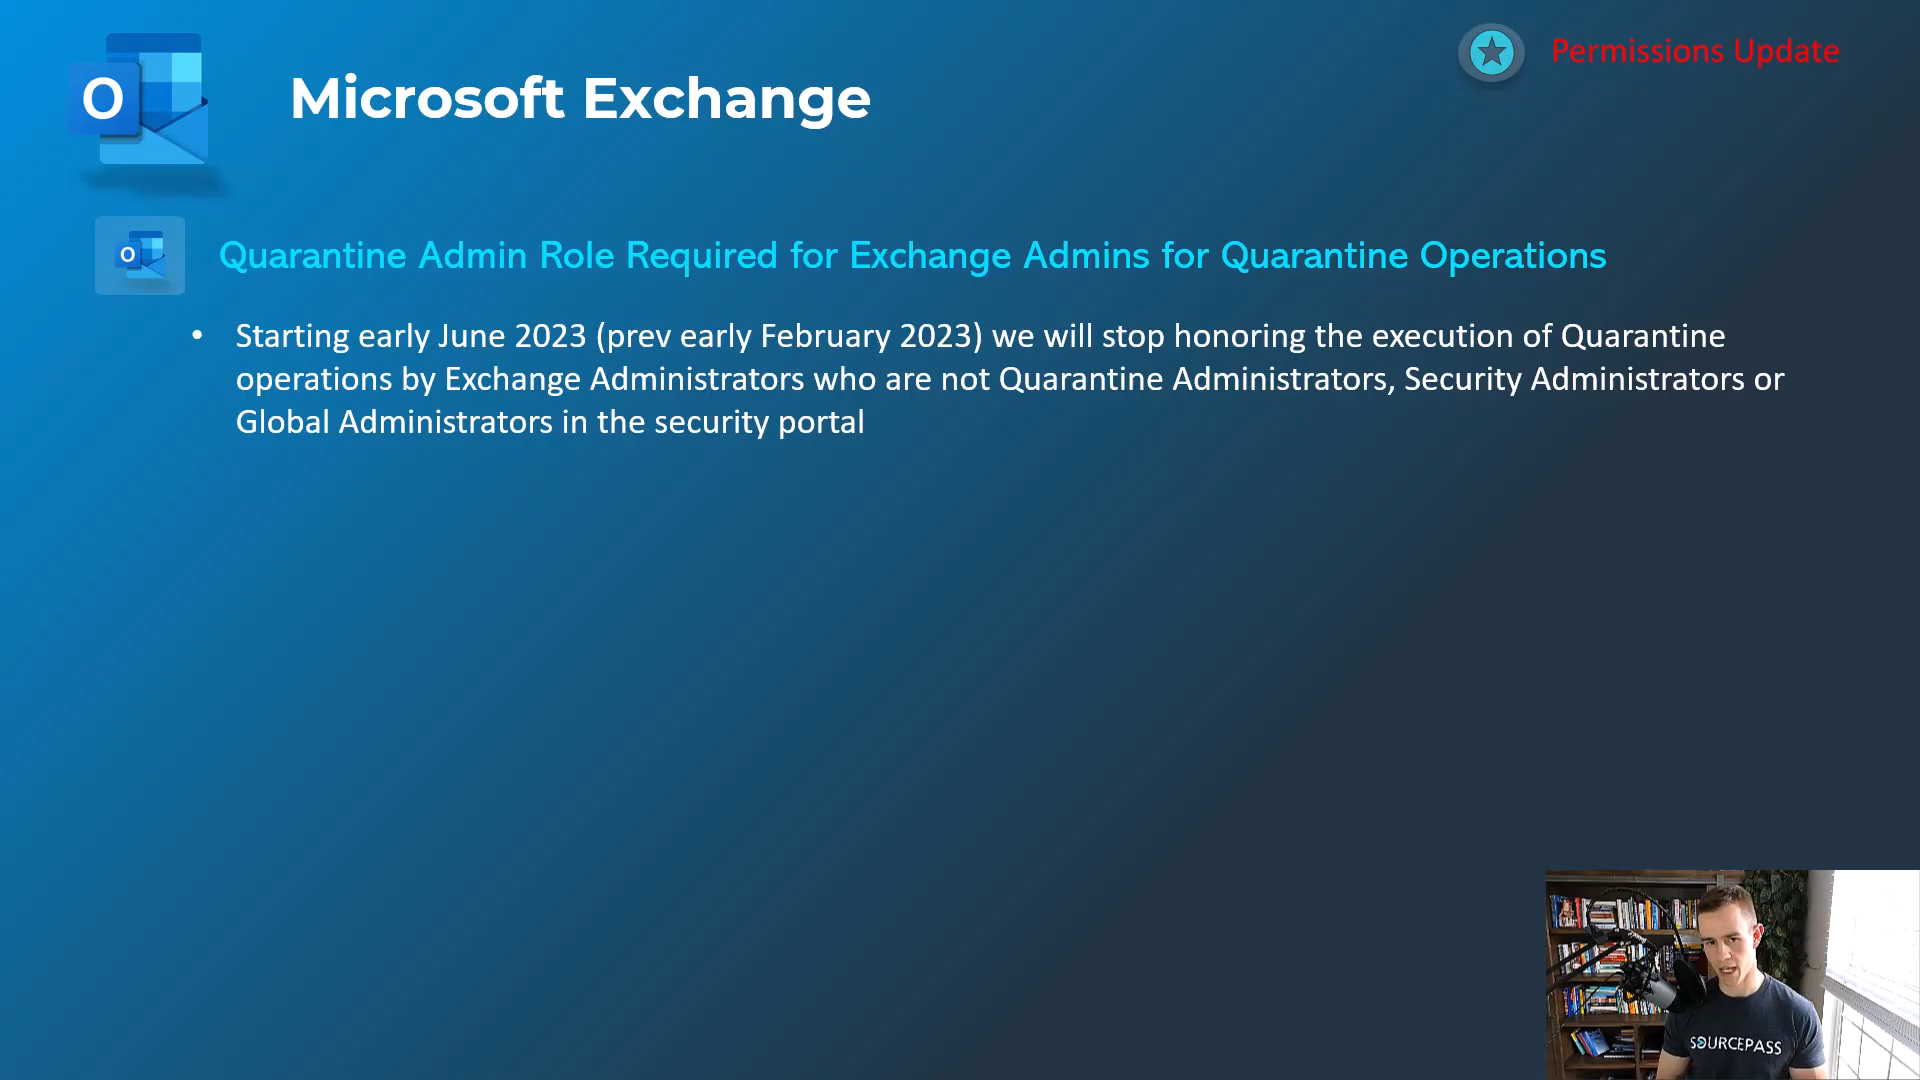 Permissions Update
O
Microsoft Exchange
O
Quarantine Admin Role Required for Exchange Admins for Quarantine Operations
• Starting early June 2023 (prev early February 2023) we will stop honoring the execution of Quarantine
operations by Exchange Administrators who are not Quarantine Administrators, Security Administrators or
Global Administrators in the security portal
SOURCEPASS